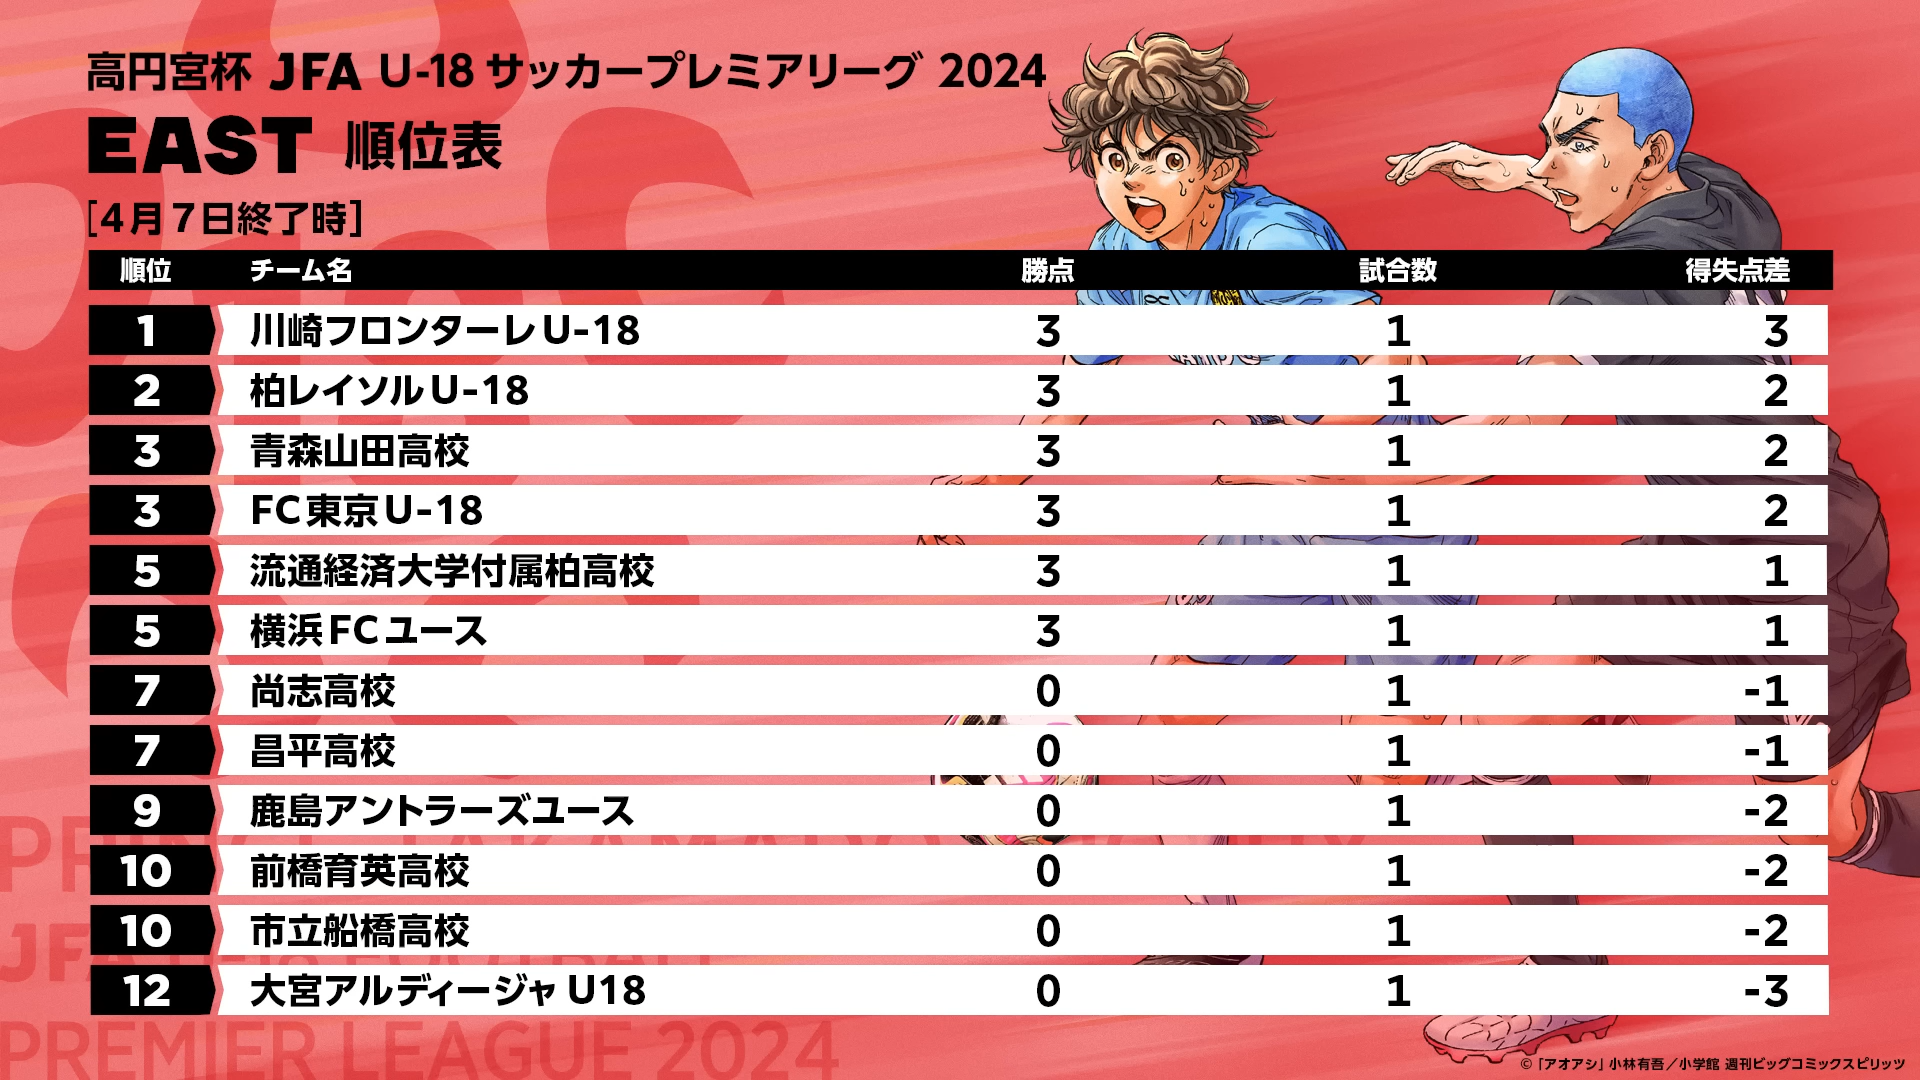 高円宮杯 JFA U-18 サッカープレミアリーグ 2024
EAST 順位表
[4月7日終了時]
順位 チーム名 勝点 試合数 得失点差
1 川崎フロンターレU-18 3 1 3
2 柏レイソルU-18 3 1 2
3 青森山田高校 3 1 2
3 FC東京U-18 3 1 2
5 流通経済大学付属柏高校 3 1 1
5 横浜FCユース 3 1 1
7 尚志高校 0 1 -1
7 昌平高校 0 1 -1
9 鹿島アントラーズユース 0 1 -2
10 前橋育英高校 0 1 -2
10 市立船橋高校 0 1 -2
12 大宮アルディージャ U18 0 1 -3
PREMIER LEAGUE 2024
©「アオアシ」小林有吾／小学館 週刊ビッグコミックスピリッツ